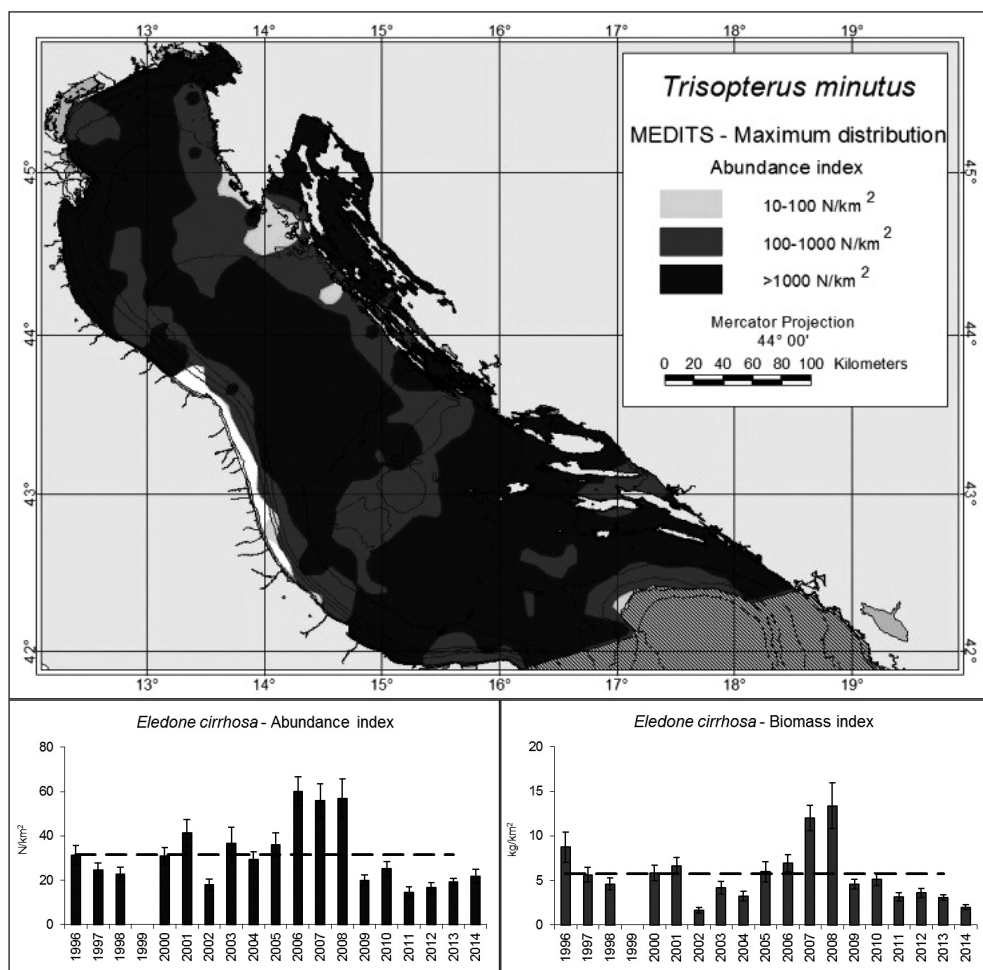 13° 14° 15° 16° 17° 18° 19°
Trisopterus minutus
MEDITS - Maximum distribution
Abundance index
10-100 N/km 2
100-1000 N/km 2
>1000 N/km 2
Mercator Projection
44° 00'
0 20 40 60 80 100 Kilometers
45° 45°
44° 44°
43° 43°
42° 42°
13° 14° 15° 16° 17° 18° 19°
Eledone cirrhosa - Abundance index
80
60
40
20
0
N/km²
1996 1997 1998 1999 2000 2001 2002 2003 2004 2005 2006 2007 2008 2009 2010 2011 2012 2013 2014
Eledone cirrhosa - Biomass index
20
15
10
5
0
kg/km²
1996 1997 1998 1999 2000 2001 2002 2003 2004 2005 2006 2007 2008 2009 2010 2011 2012 2013 2014